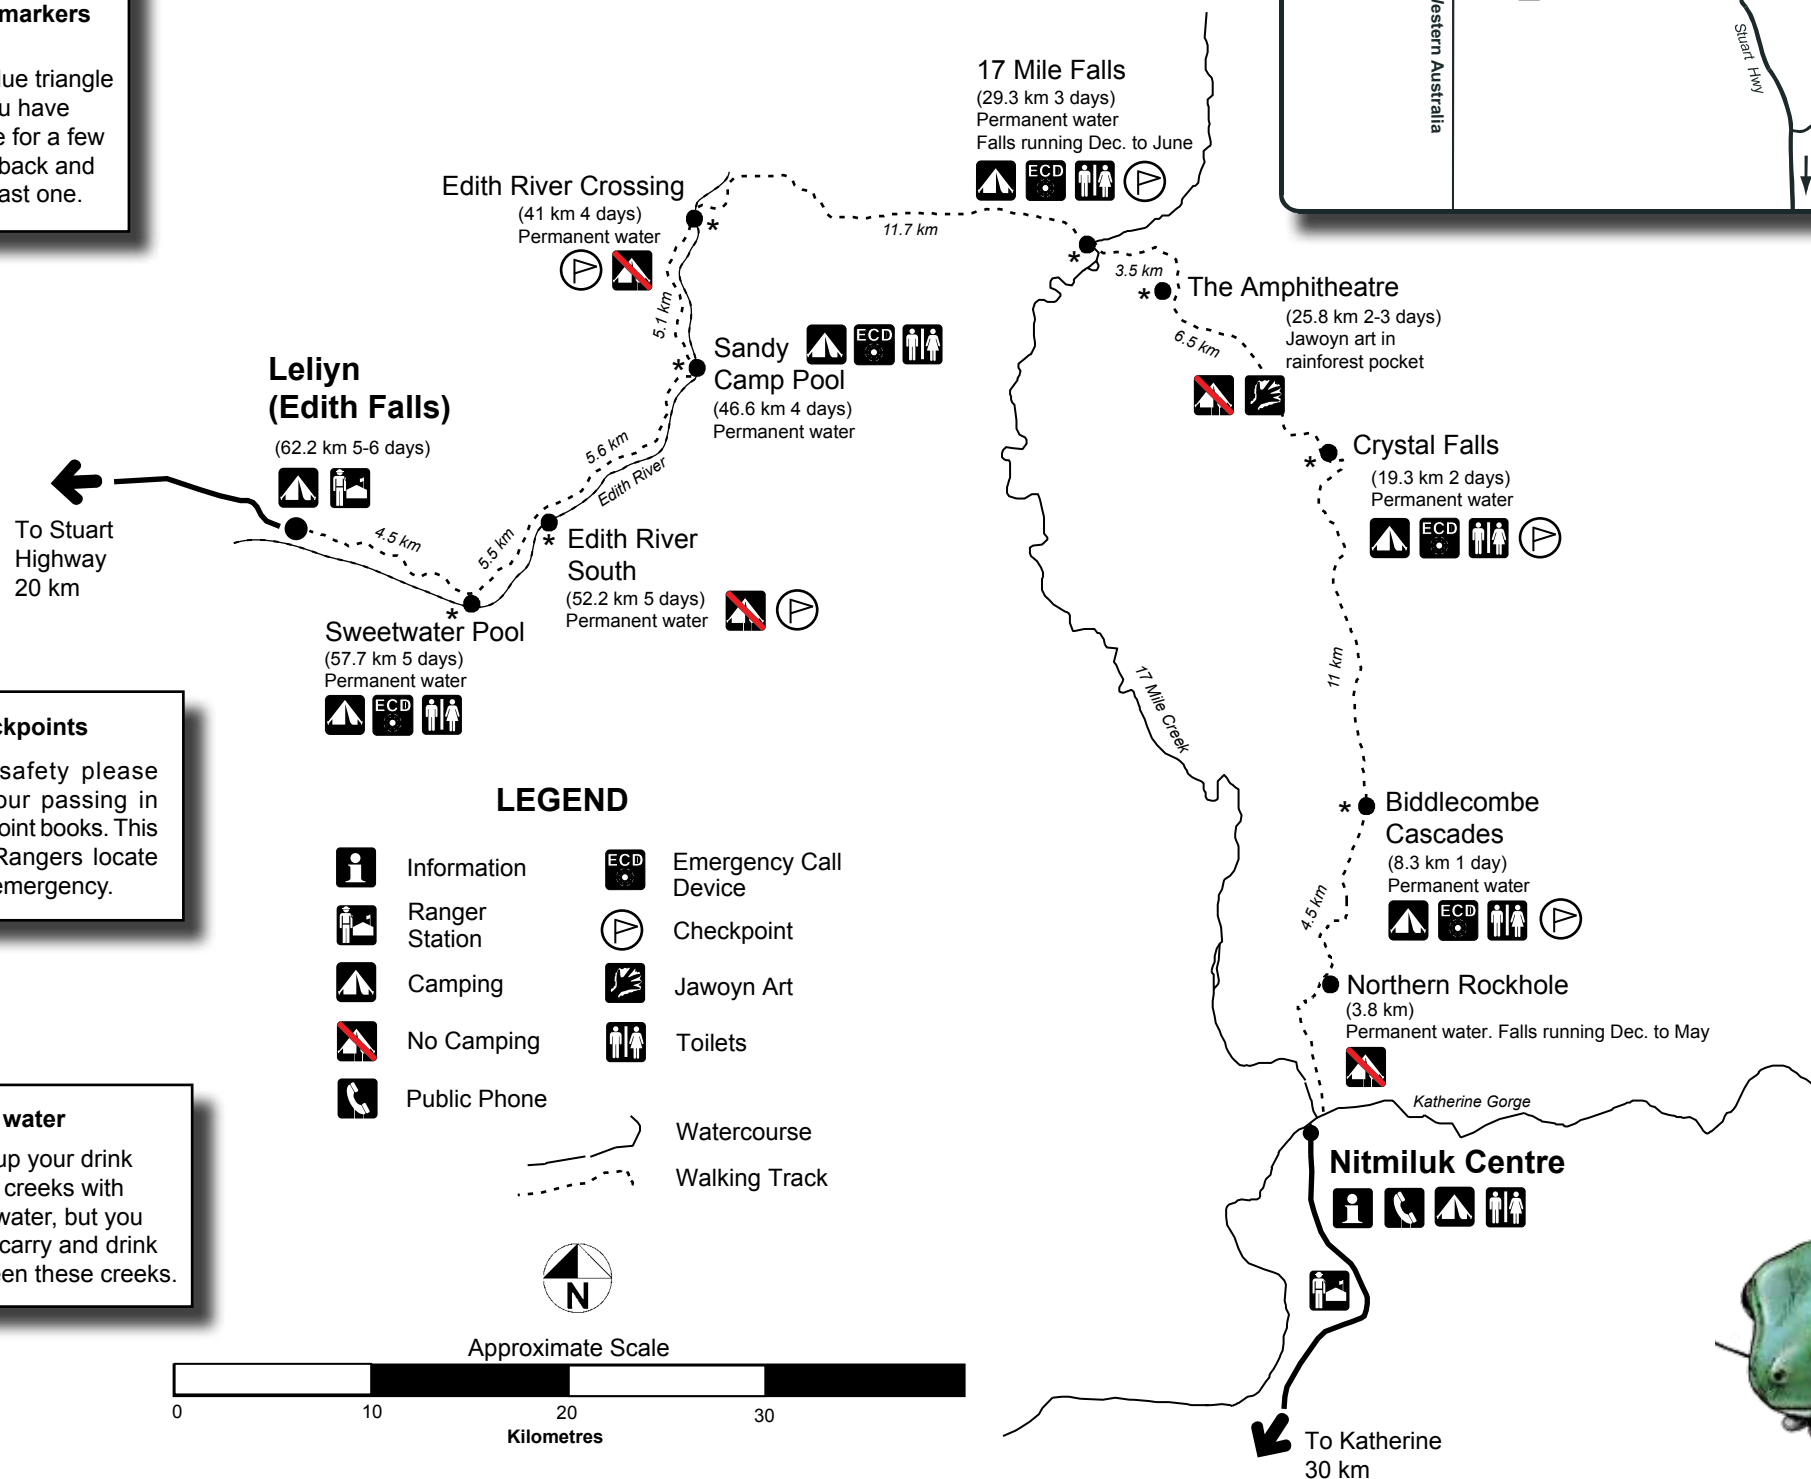 markers
lue triangle
u have
e for a few
back and
ast one.
Western Australia
Stuart Hwy
17 Mile Falls
(29.3 km 3 days)
Permanent water
Falls running Dec. to June
ECD
Edith River Crossing
(41 km 4 days)
Permanent water
11.7 km
3.5 km
The Amphitheatre
(25.8 km 2-3 days)
Jawoyn art in
rainforest pocket
6.5 km
5.1 km
Sandy
Camp Pool
(46.6 km 4 days)
Permanent water
ECD
Leliyn
(Edith Falls)
(62.2 km 5-6 days)
To Stuart
Highway
20 km
4.5 km
5.5 km
5.6 km
Edith River
Edith River
South
(52.2 km 5 days)
Permanent water
Sweetwater Pool
(57.7 km 5 days)
Permanent water
ECD
Crystal Falls
(19.3 km 2 days)
Permanent water
ECD
11 km
17 Mile Creek
Biddlecombe
Cascades
(8.3 km 1 day)
Permanent water
ECD
4.5 km
Northern Rockhole
(3.8 km)
Permanent water. Falls running Dec. to May
Katherine Gorge
Nitmiluk Centre
To Katherine
30 km
ckpoints
safety please
our passing in
oint books. This
Rangers locate
emergency.
water
up your drink
creeks with
water, but you
carry and drink
een these creeks.
LEGEND
Information
Ranger
Station
Camping
No Camping
Public Phone
ECD
Emergency Call
Device
Checkpoint
Jawoyn Art
Toilets
Watercourse
Walking Track
N
Approximate Scale
0 10 20 30
Kilometres